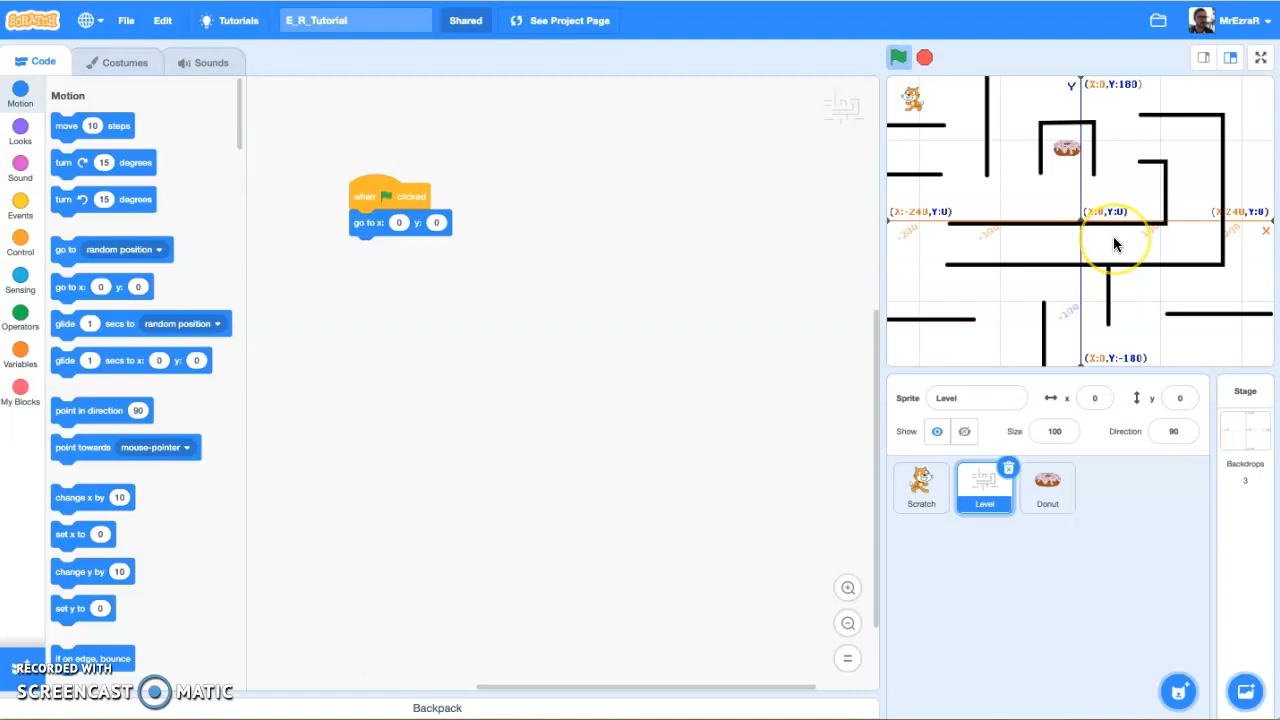 SCRATCH
File
Edit
Tutorials
E_R_Tutorial
Shared
See Project Page
MrEzraR
Code
Costumes
Sounds
Motion
Looks
Sound
Events
Control
Sensing
Operators
Variables
My Blocks
Motion
move 10 steps
turn 15 degrees
turn 15 degrees
go to random position
go to x: 0 y: 0
glide 1 secs to random position
glide 1 secs to x: 0 y: 0
point in direction 90
point towards mouse-pointer
change x by 10
set x to 0
change y by 10
set y to 0
if on edge, bounce
when clicked
go to x: 0 y: 0
Y
(X:0,Y:180)
(X:-240,Y:0)
(X:0,Y:0)
(X:240,Y:0)
X
-200
-100
-100
(X:0,Y:-180)
Sprite
Level
x
0
y
0
Show
Size
100
Direction
90
Scratch
Level
Donut
Stage
Backdrops
3
Backpack
RECORDED WITH
SCREENCAST MATIC